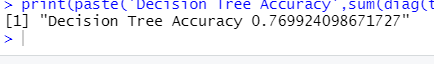 > print(paste('Decision Tree Accuracy',sum(diag(t
[1] "Decision Tree Accuracy 0.769924098671727"
>